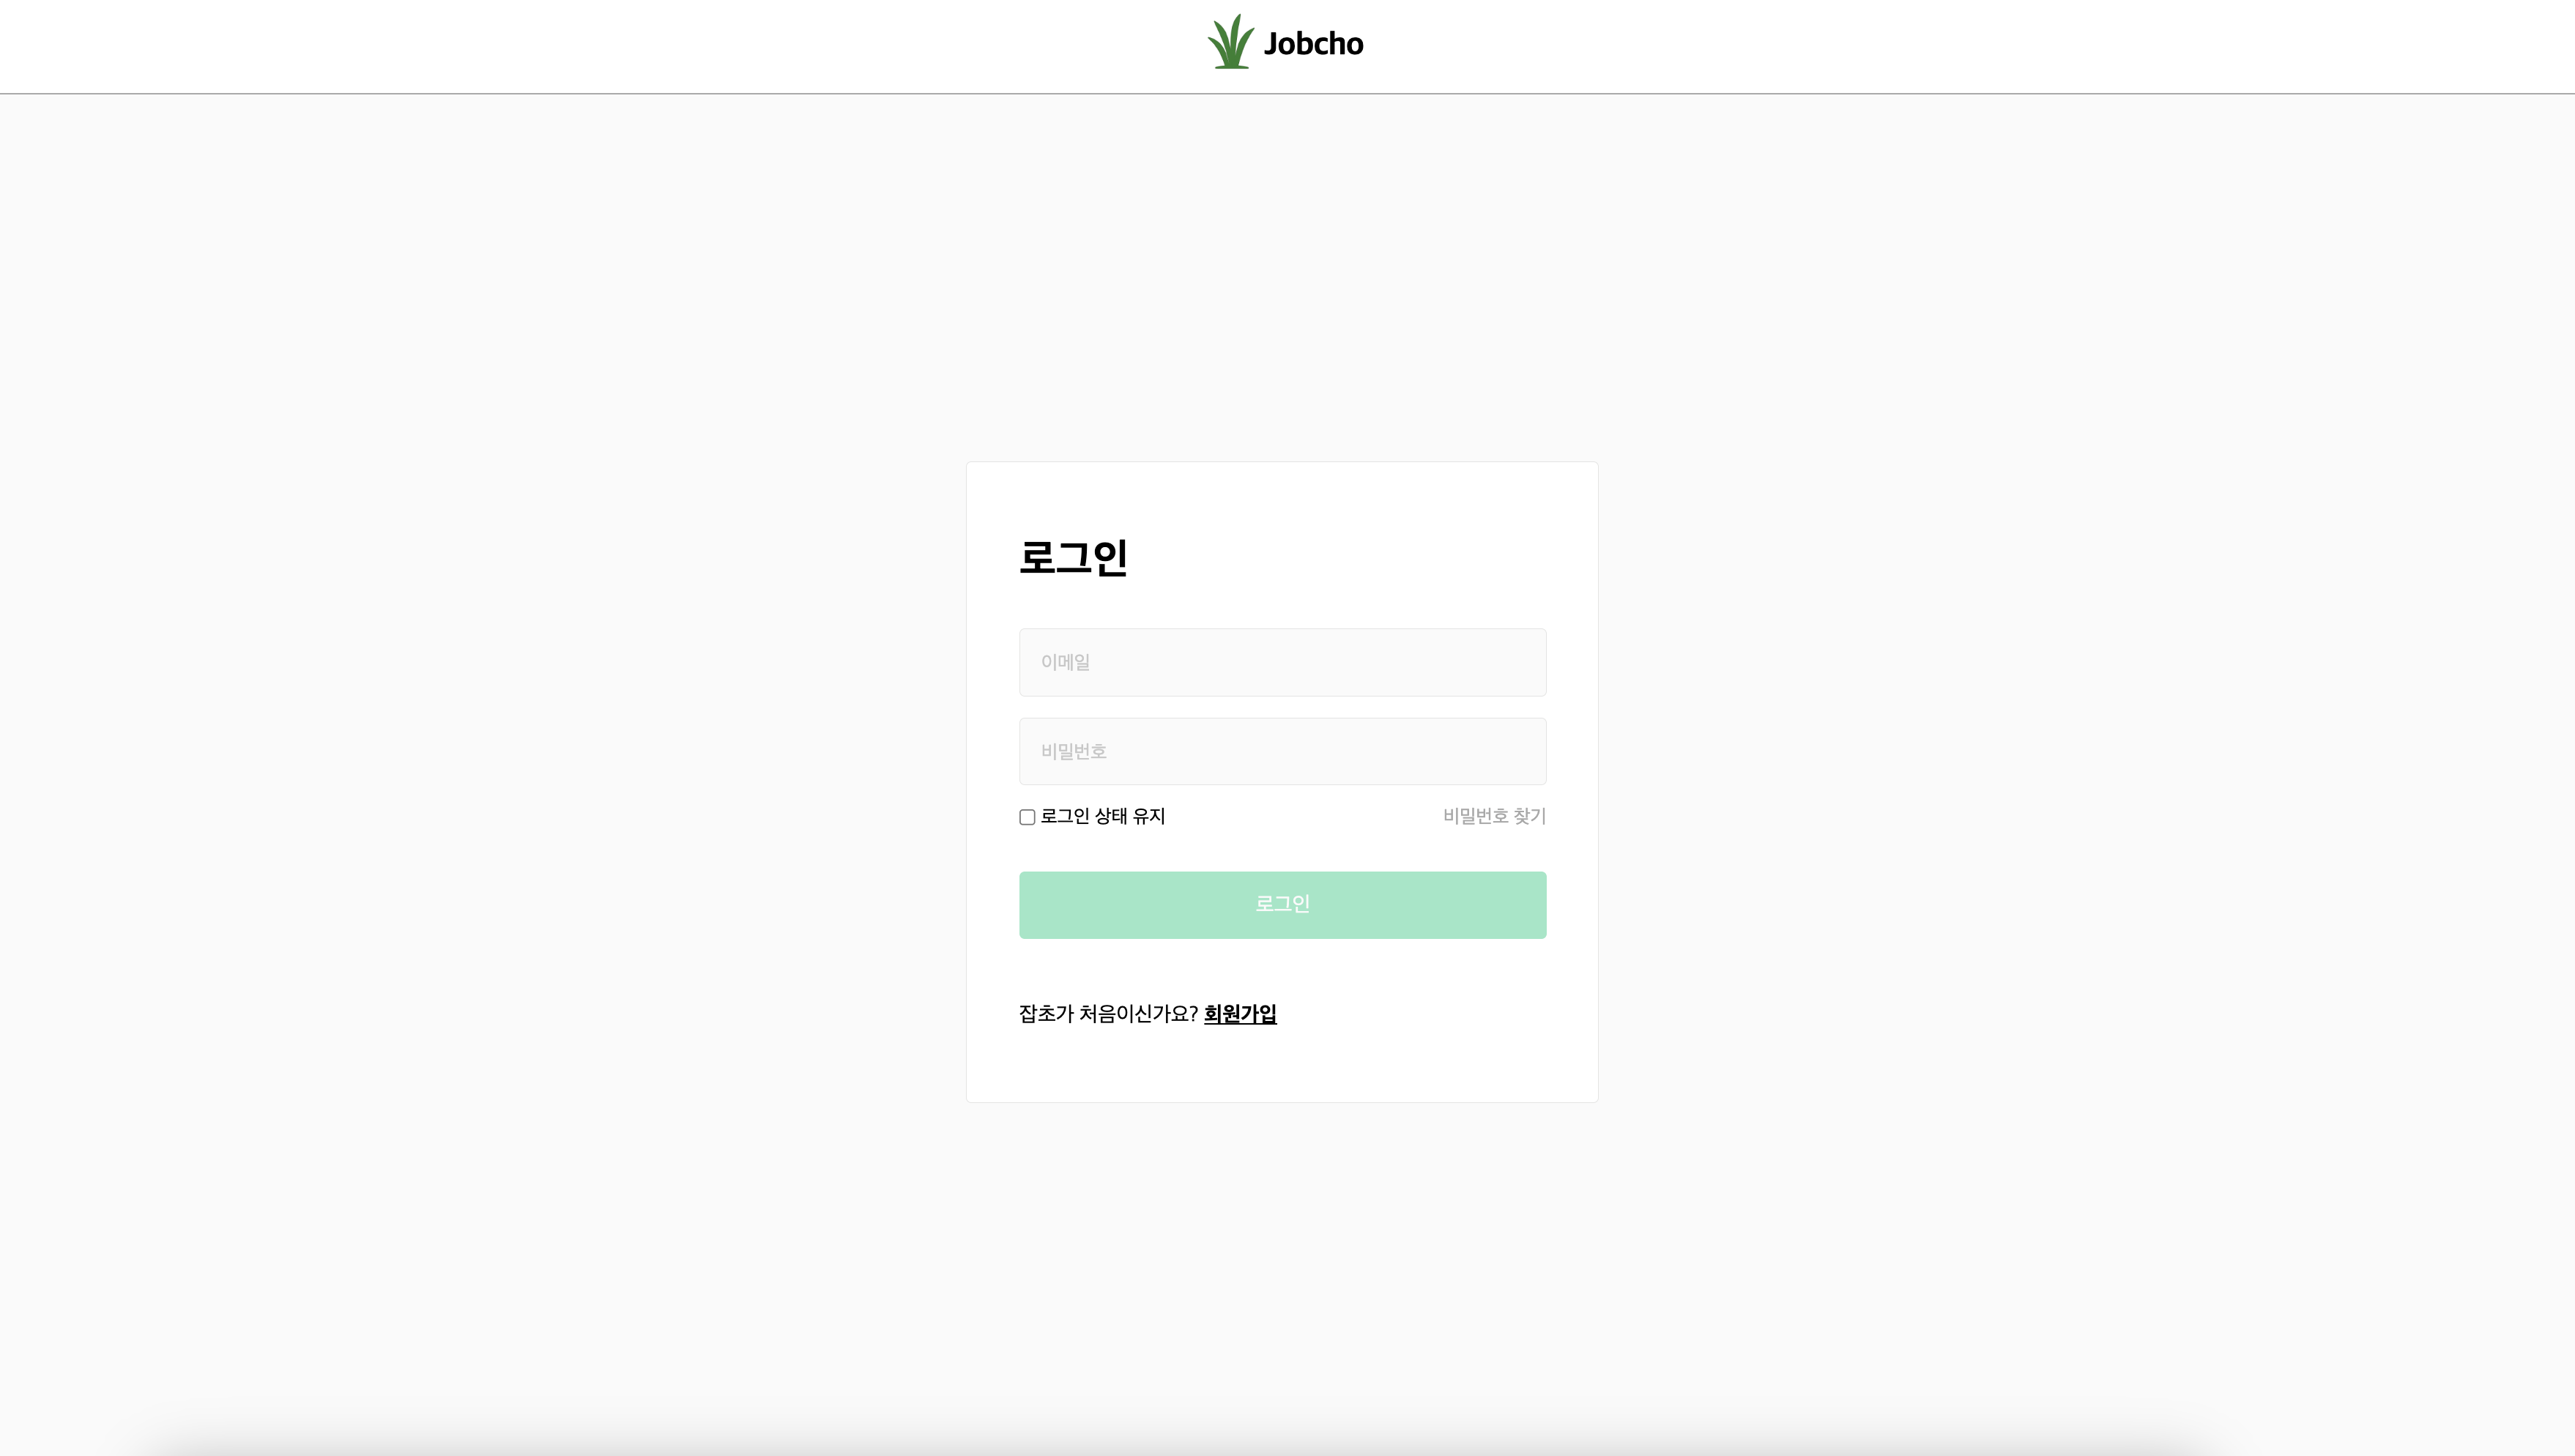 Jobcho
로그인
이메일
비밀번호
로그인 상태 유지 비밀번호 찾기
로그인
잡초가 처음이신가요? 회원가입